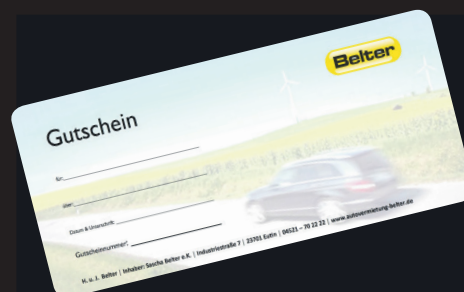 Belter
Gutschein
für:
über:
Datum & Unterschrift:
Gutscheinnummer:
H. u. J. Belter | Inhaber: Sascha Belter e.K. | Industriestraße 7 | 23701 Eutin | 04521 – 70 22 22 | www.autovermietung-belter.de